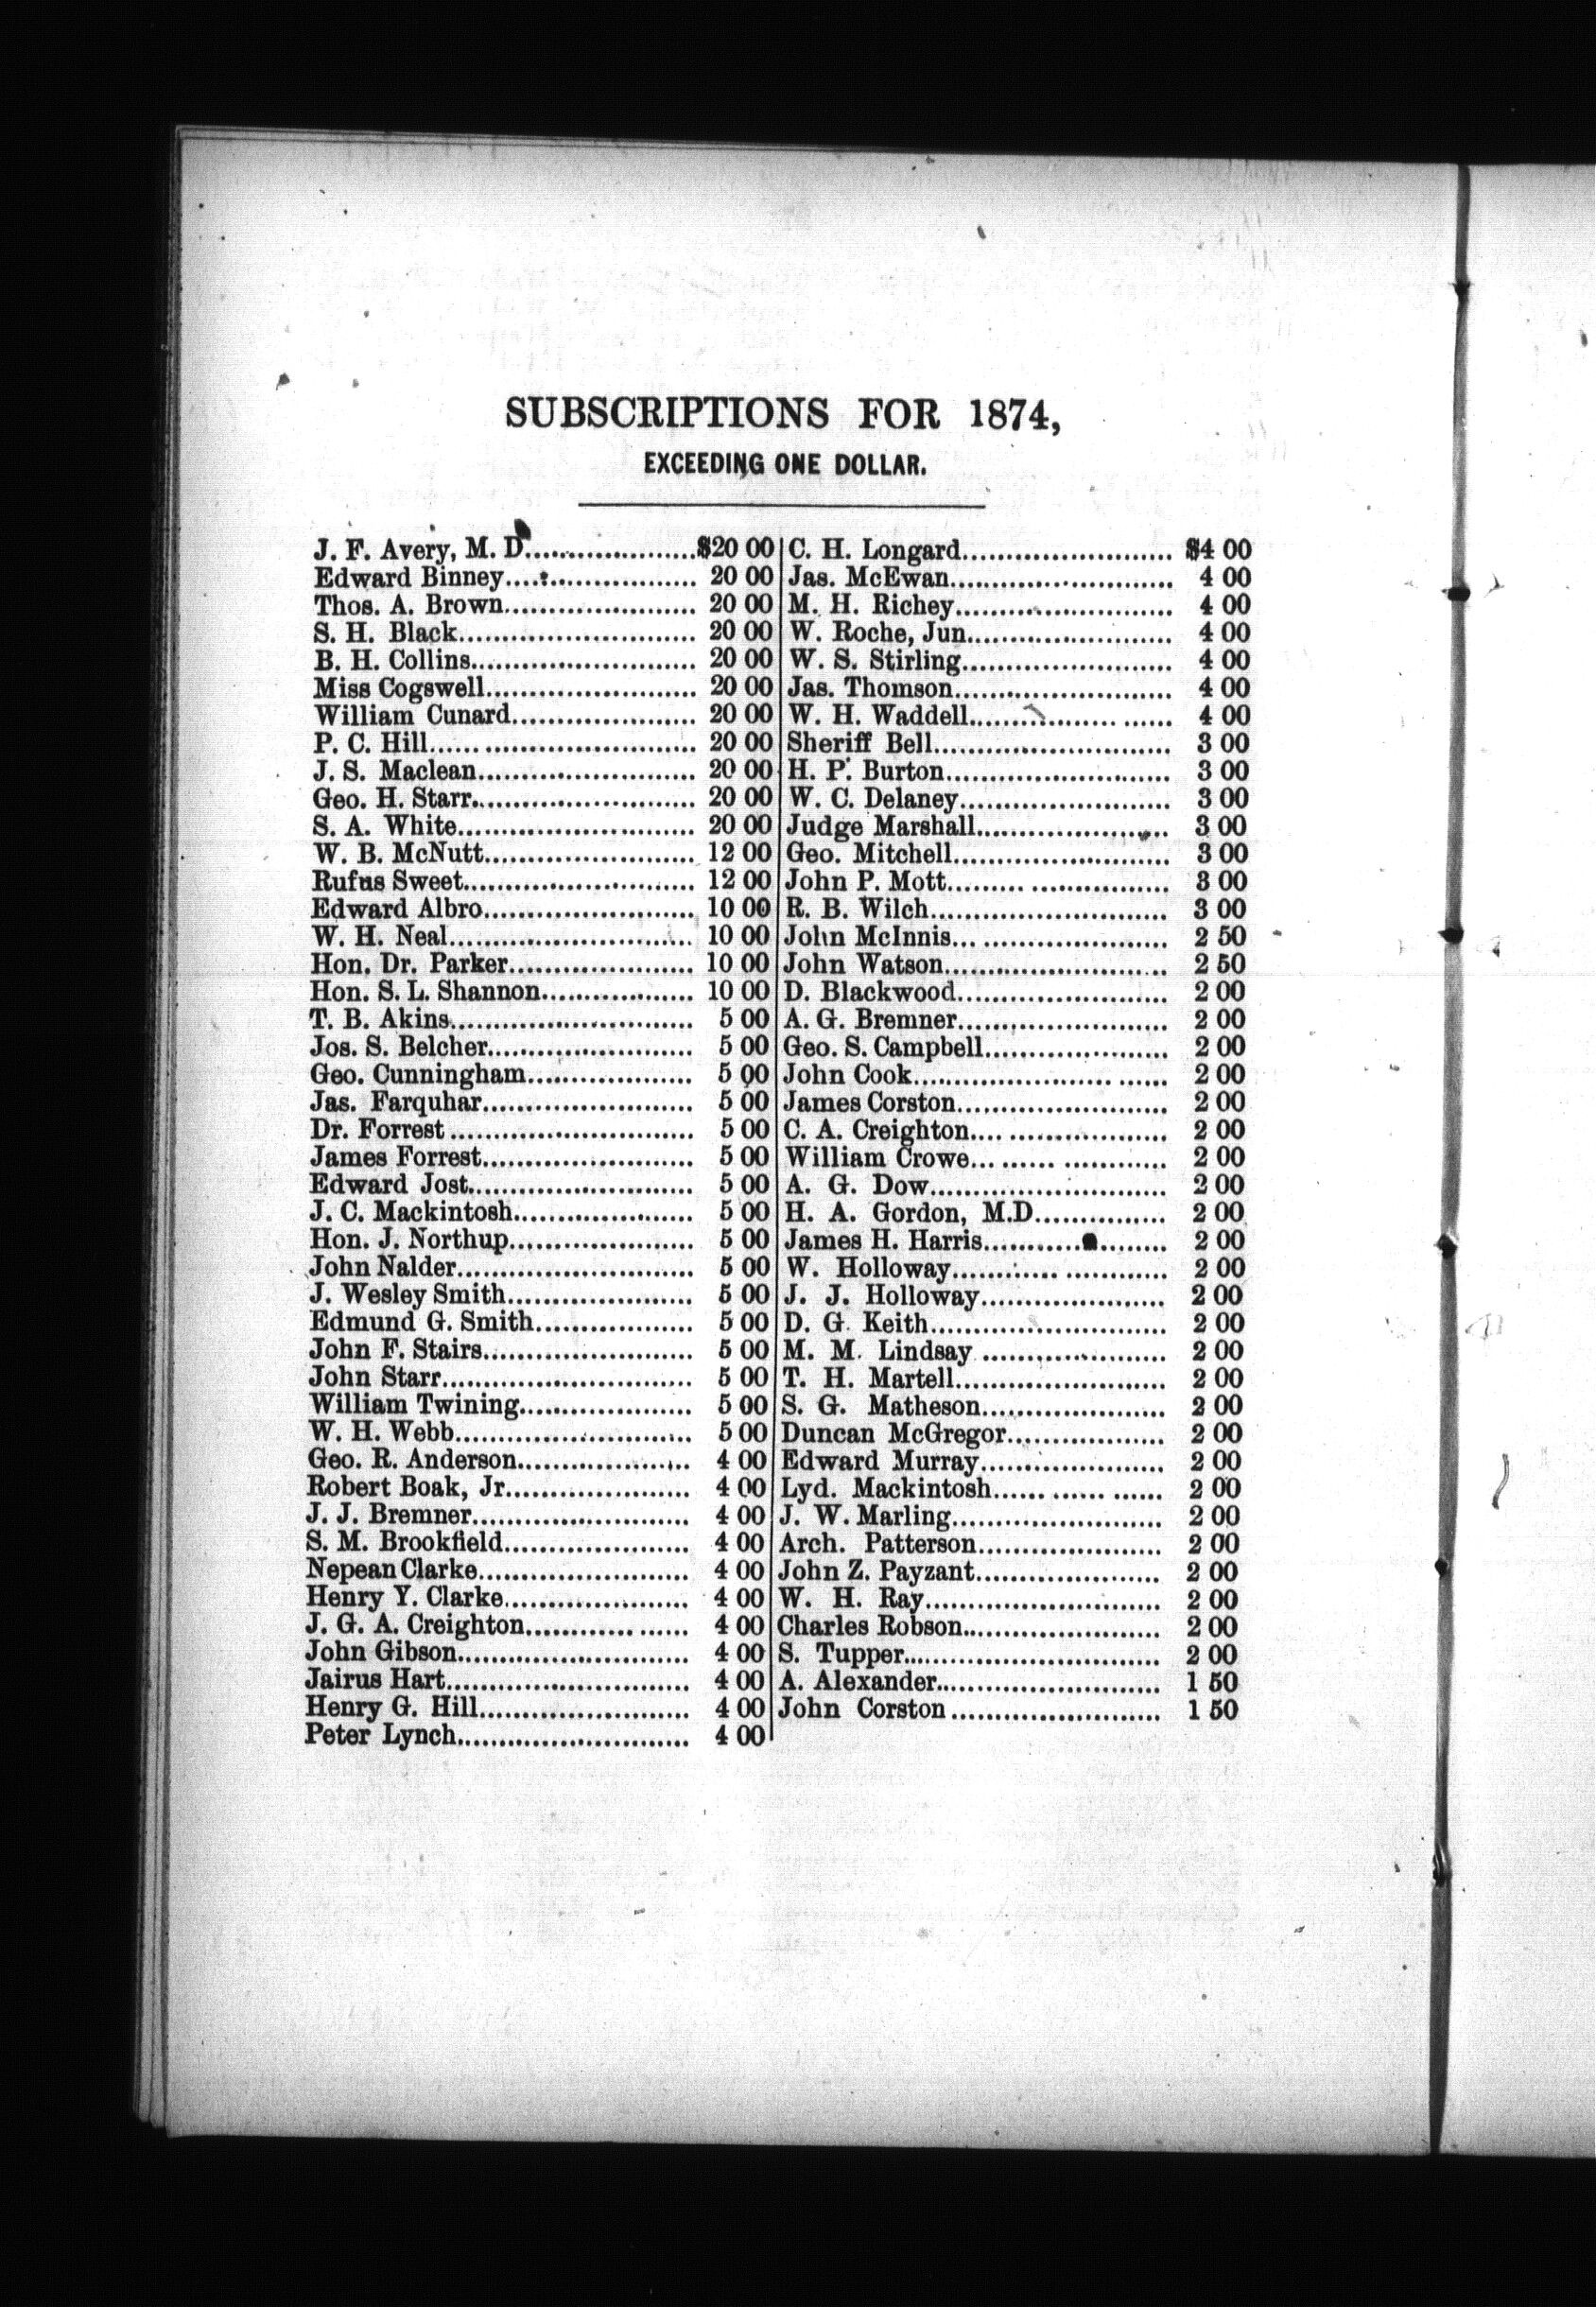 SUBSCRIPTIONS FOR 1874,
EXCEEDING ONE DOLLAR.
J. F. Avery, M. D. $20 00
Edward Binney 20 00
Thos. A. Brown 20 00
S. H. Black 20 00
B. H. Collins 20 00
Miss Cogswell 20 00
William Cunard 20 00
P. C. Hill 20 00
J. S. Maclean 20 00
Geo. H. Starr 20 00
S. A. White 20 00
W. B. McNutt 12 00
Rufus Sweet 12 00
Edward Albro 10 00
W. H. Neal 10 00
Hon. Dr. Parker 10 00
Hon. S. L. Shannon 10 00
T. B. Akins 5 00
Jos. S. Belcher 5 00
Geo. Cunningham 5 00
Jas. Farquhar 5 00
Dr. Forrest 5 00
James Forrest 5 00
Edward Jost 5 00
J. C. Mackintosh 5 00
Hon. J. Northup 5 00
John Nalder 5 00
J. Wesley Smith 5 00
Edmund G. Smith 5 00
John F. Stairs 5 00
John Starr 5 00
William Twining 5 00
W. H. Webb 5 00
Geo. R. Anderson 4 00
Robert Boak, Jr. 4 00
J. J. Bremner 4 00
S. M. Brookfield 4 00
Nepean Clarke 4 00
Henry Y. Clarke 4 00
J. G. A. Creighton 4 00
John Gibson 4 00
Jairus Hart 4 00
Henry G. Hill 4 00
Peter Lynch 4 00
C. H. Longard $4 00
Jas. McEwan 4 00
M. H. Richey 4 00
W. Roche, Jun. 4 00
W. S. Stirling 4 00
Jas. Thomson 4 00
W. H. Waddell 4 00
Sheriff Bell 3 00
H. P. Burton 3 00
W. C. Delaney 3 00
Judge Marshall 3 00
Geo. Mitchell 3 00
John P. Mott 3 00
R. B. Wilch 3 00
John McInnis 2 50
John Watson 2 50
D. Blackwood 2 00
A. G. Bremner 2 00
Geo. S. Campbell 2 00
John Cook 2 00
James Corston 2 00
C. A. Creighton 2 00
William Crowe 2 00
A. G. Dow 2 00
H. A. Gordon, M.D. 2 00
James H. Harris 2 00
W. Holloway 2 00
J. J. Holloway 2 00
D. G. Keith 2 00
M. M. Lindsay 2 00
T. H. Martell 2 00
S. G. Matheson 2 00
Duncan McGregor 2 00
Edward Murray 2 00
Lyd. Mackintosh 2 00
J. W. Marling 2 00
Arch. Patterson 2 00
John Z. Payzant 2 00
W. H. Ray 2 00
Charles Robson 2 00
S. Tupper 2 00
A. Alexander 1 50
John Corston 1 50